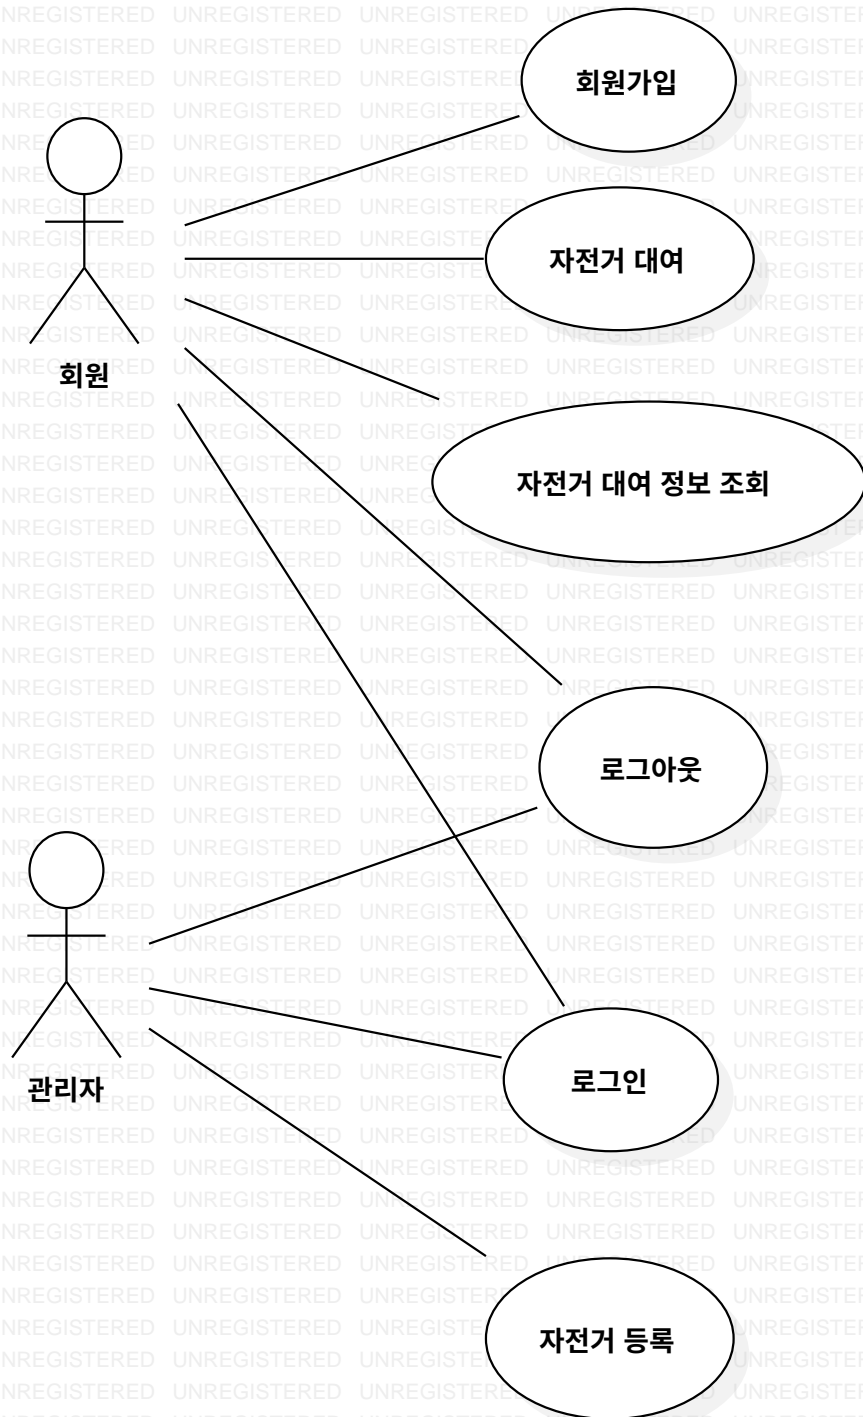 회원가입
자전거 대여
회원
자전거 대여 정보 조회
로그아웃
관리자
로그인
자전거 등록
UNREGISTERED